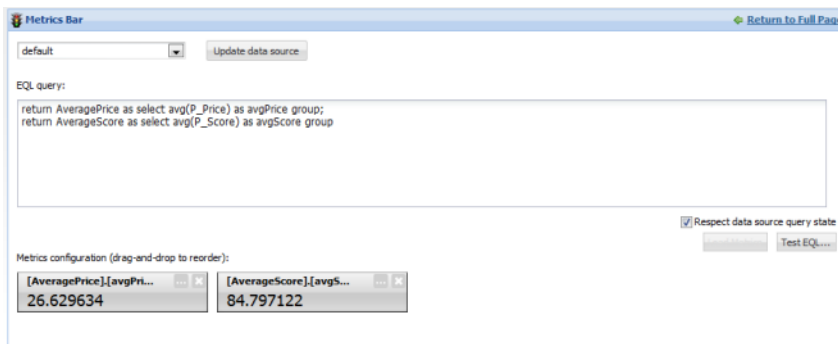 Metrics Bar
Return to Full Pag
default
Update data source
EQL query:
return AveragePrice as select avg(P_Price) as avgPrice group;
return AverageScore as select avg(P_Score) as avgScore group
Respect data source query state
Test EQL...
Metrics configuration (drag-and-drop to reorder):
[AveragePrice].[avgPri... ...
[AverageScore].[avgS... ...
26.629634
84.797122